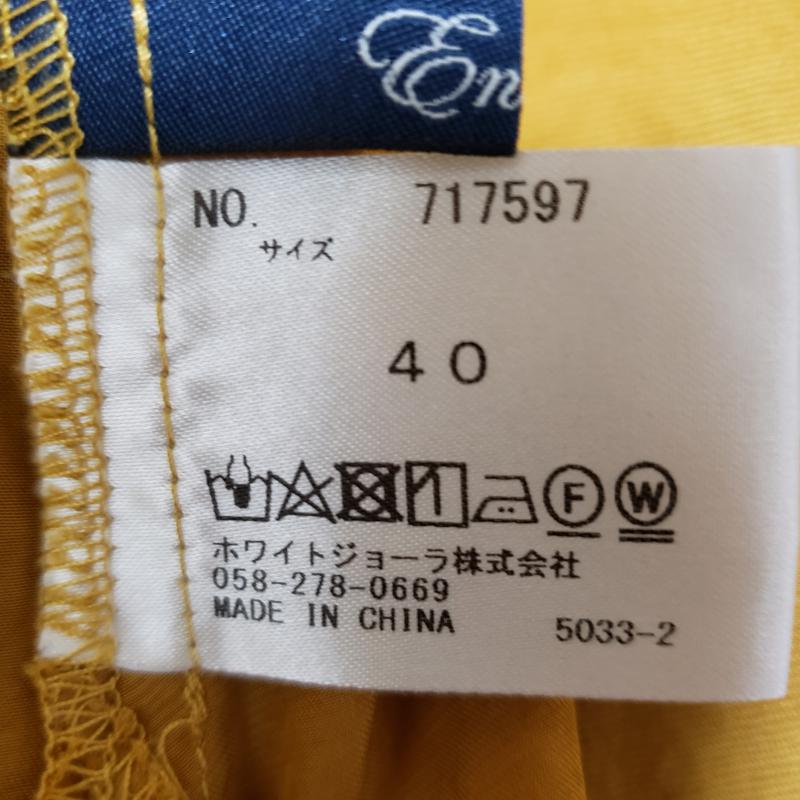 En
NO. 717597
サイズ
40
F W
ホワイトジョーラ株式会社
058-278-0669
MADE IN CHINA 5033-2